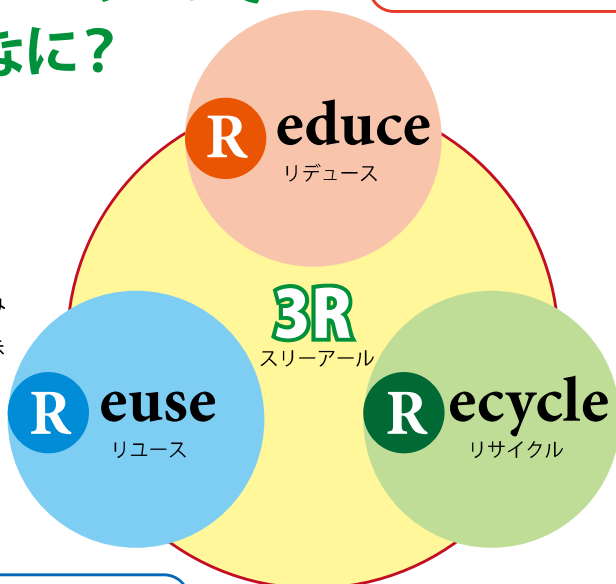 なに？
Reduce
リデュース
3R
スリーアール
Reuse
リユース
Recycle
リサイクル